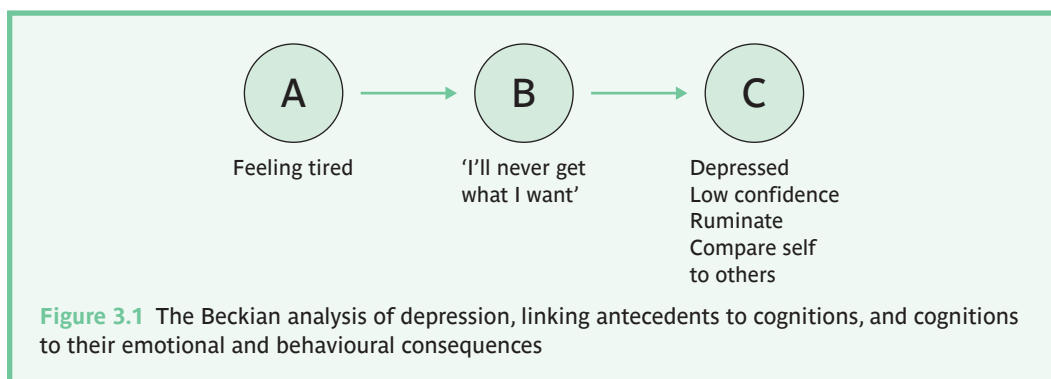 A
B
C
Feeling tired
‘I’ll never get
what I want’
Depressed
Low confidence
Ruminate
Compare self
to others
Figure 3.1 The Beckian analysis of depression, linking antecedents to cognitions, and cognitions
to their emotional and behavioural consequences